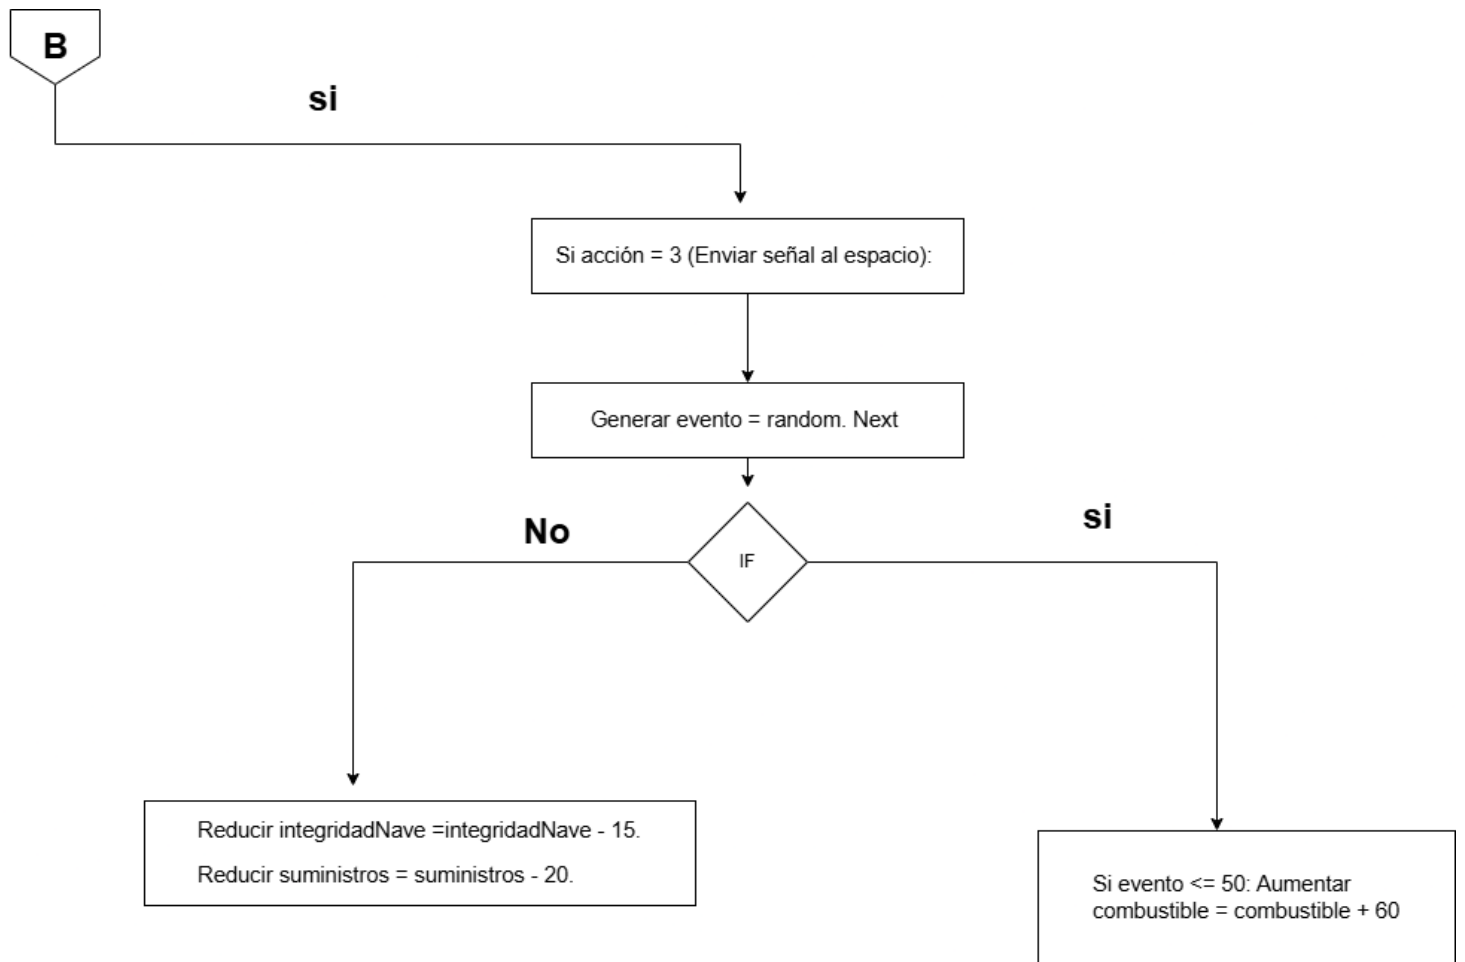 B
si
Si acción = 3 (Enviar señal al espacio):
Generar evento = random. Next
No
si
IF
Reducir integridadNave =integridadNave - 15.
Reducir suministros = suministros - 20.
Si evento <= 50: Aumentar
combustible = combustible + 60